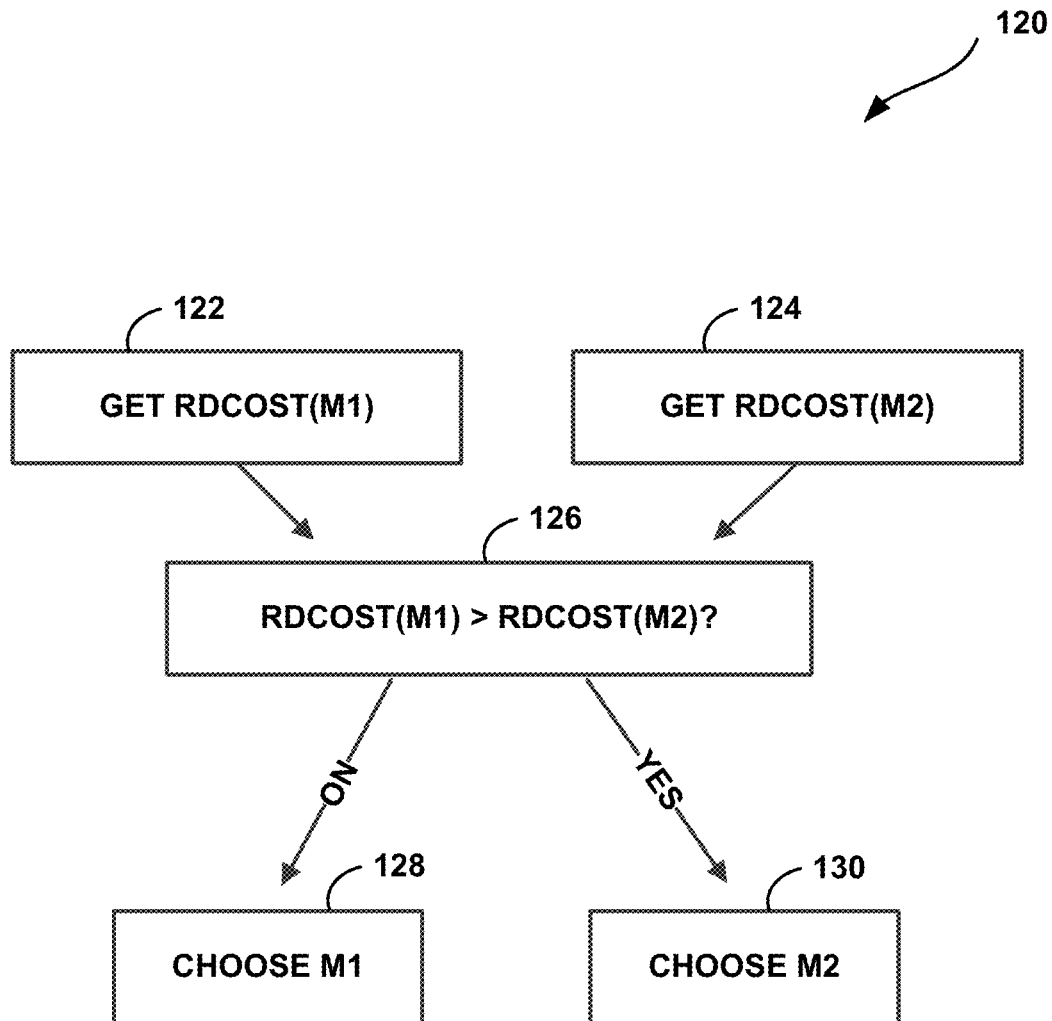 120
122
124
GET RDCOST(M1)
GET RDCOST(M2)
126
RDCOST(M1) > RDCOST(M2)?
NO
YES
128
130
CHOOSE M1
CHOOSE M2